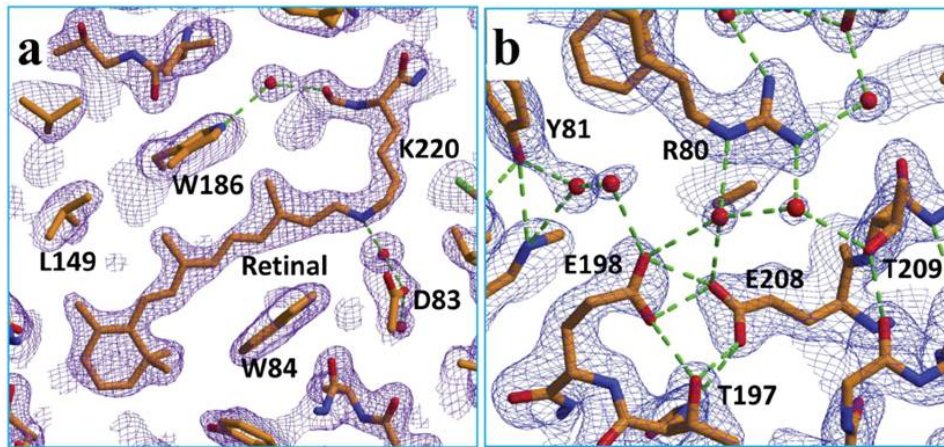 a
W186
K220
L149
Retinal
D83
W84
b
Y81
R80
E198
E208
T209
T197